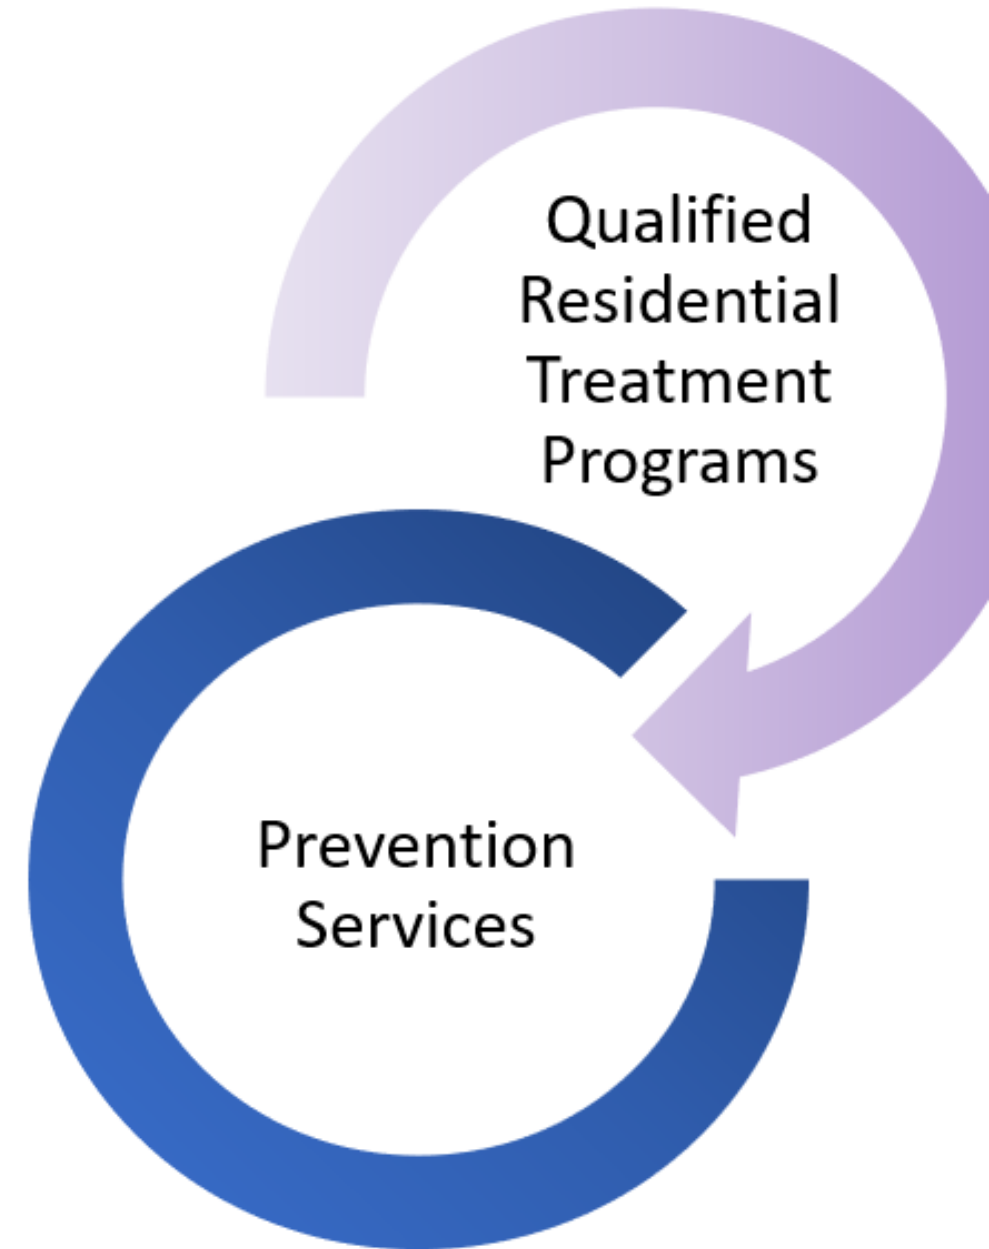 Qualified
Residential
Treatment
Programs
Prevention
Services